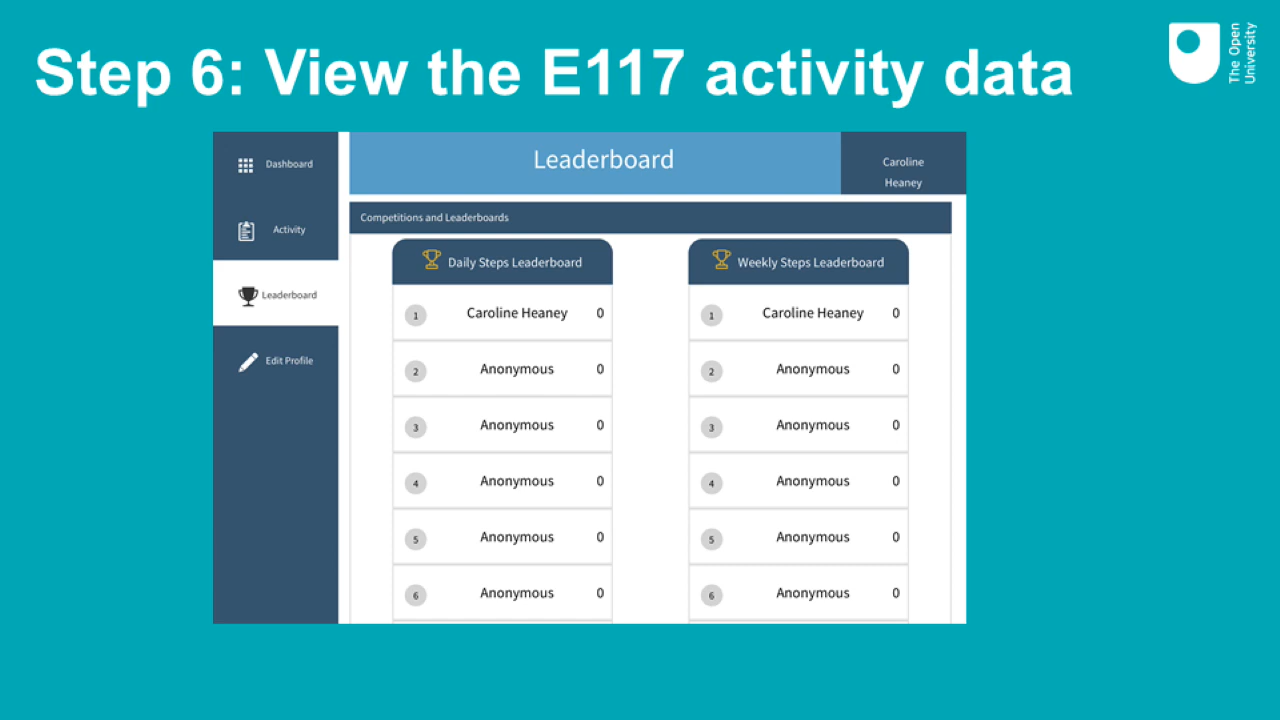 Step 6: View the E117 activity data
The Open
University
Dashboard
Activity
Leaderboard
Edit Profile
Leaderboard
Caroline
Heaney
Competitions and Leaderboards
Daily Steps Leaderboard
1 Caroline Heaney 0
2 Anonymous 0
3 Anonymous 0
4 Anonymous 0
5 Anonymous 0
6 Anonymous 0
Weekly Steps Leaderboard
1 Caroline Heaney 0
2 Anonymous 0
3 Anonymous 0
4 Anonymous 0
5 Anonymous 0
6 Anonymous 0